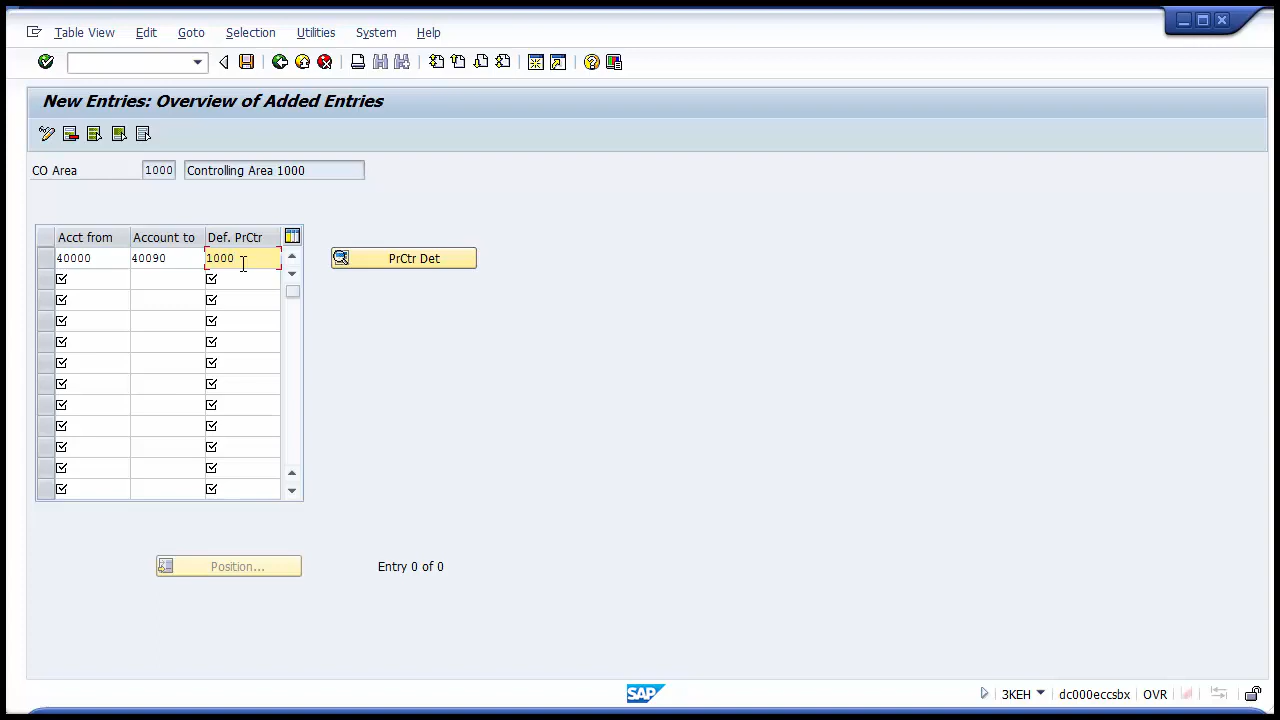 Table View Edit Goto Selection Utilities System Help
New Entries: Overview of Added Entries
CO Area 1000 Controlling Area 1000
Acct from Account to Def. PrCtr
40000 40090 1000
PrCtr Det
Position... Entry 0 of 0
SAP 3KEH dc000eccsbx OVR